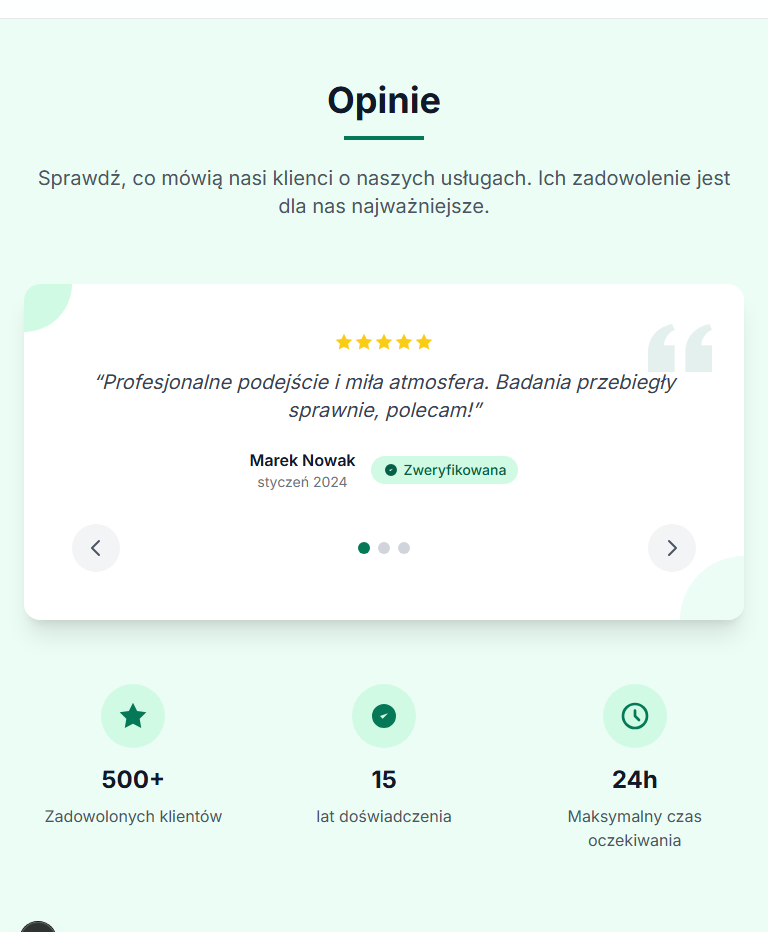 Opinie
Sprawdź, co mówią nasi klienci o naszych usługach. Ich zadowolenie jest
dla nas najważniejsze.
“Profesjonalne podejście i miła atmosfera. Badania przebiegły
sprawnie, polecam!”
Marek Nowak
styczeń 2024
Zweryfikowana
500+
Zadowolonych klientów
15
lat doświadczenia
24h
Maksymalny czas
oczekiwania